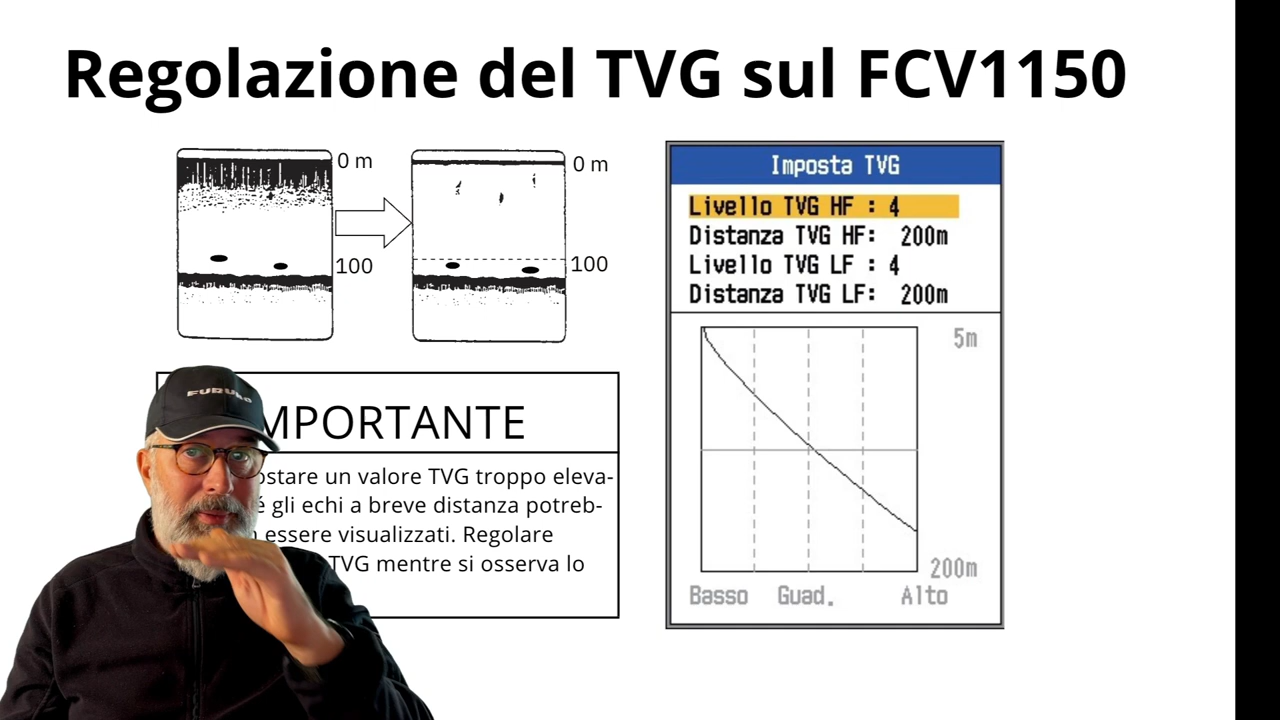 Regolazione del TVG sul FCV1150
0 m
100
0 m
100
Imposta TVG
Livello TVG HF : 4
Distanza TVG HF: 200m
Livello TVG LF : 4
Distanza TVG LF: 200m
5m
200m
Basso Guad. Alto
FURUNO
MPORTANTE
ostare un valore TVG troppo eleva-
é gli echi a breve distanza potreb-
essere visualizzati. Regolare
TVG mentre si osserva lo